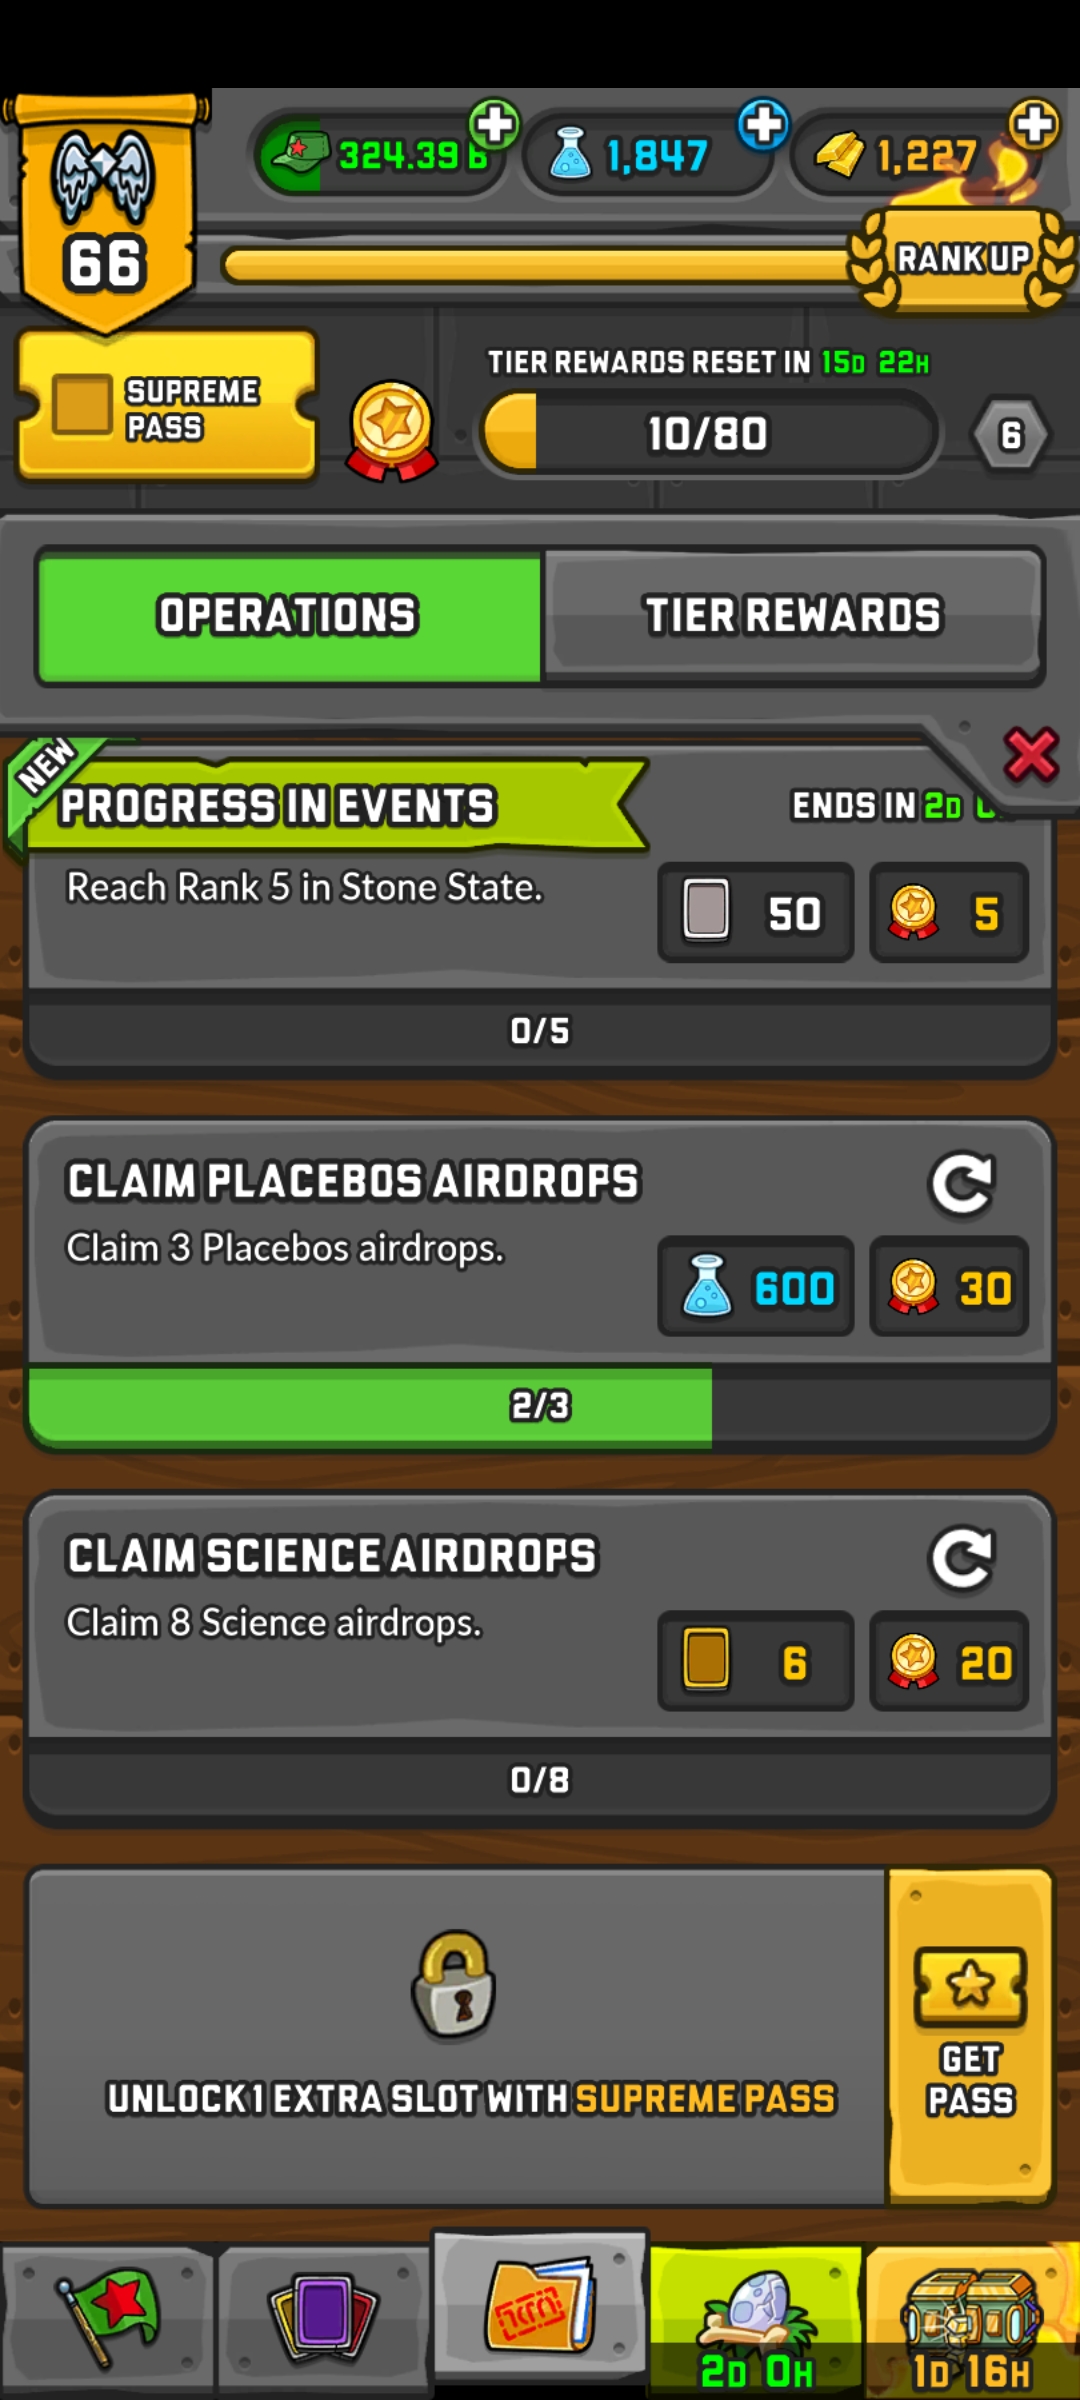 324.39 B
1,847
1,227
66
RANK UP
SUPREME
PASS
TIER REWARDS RESET IN 15D 22H
10/80
6
OPERATIONS
TIER REWARDS
NEW
PROGRESS IN EVENTS
ENDS IN 2D
Reach Rank 5 in Stone State.
50
5
0/5
CLAIM PLACEBOS AIRDROPS
Claim 3 Placebos airdrops.
600
30
2/3
CLAIM SCIENCE AIRDROPS
Claim 8 Science airdrops.
6
20
0/8
UNLOCK 1 EXTRA SLOT WITH SUPREME PASS
GET
PASS
2D 0H
1D 16H